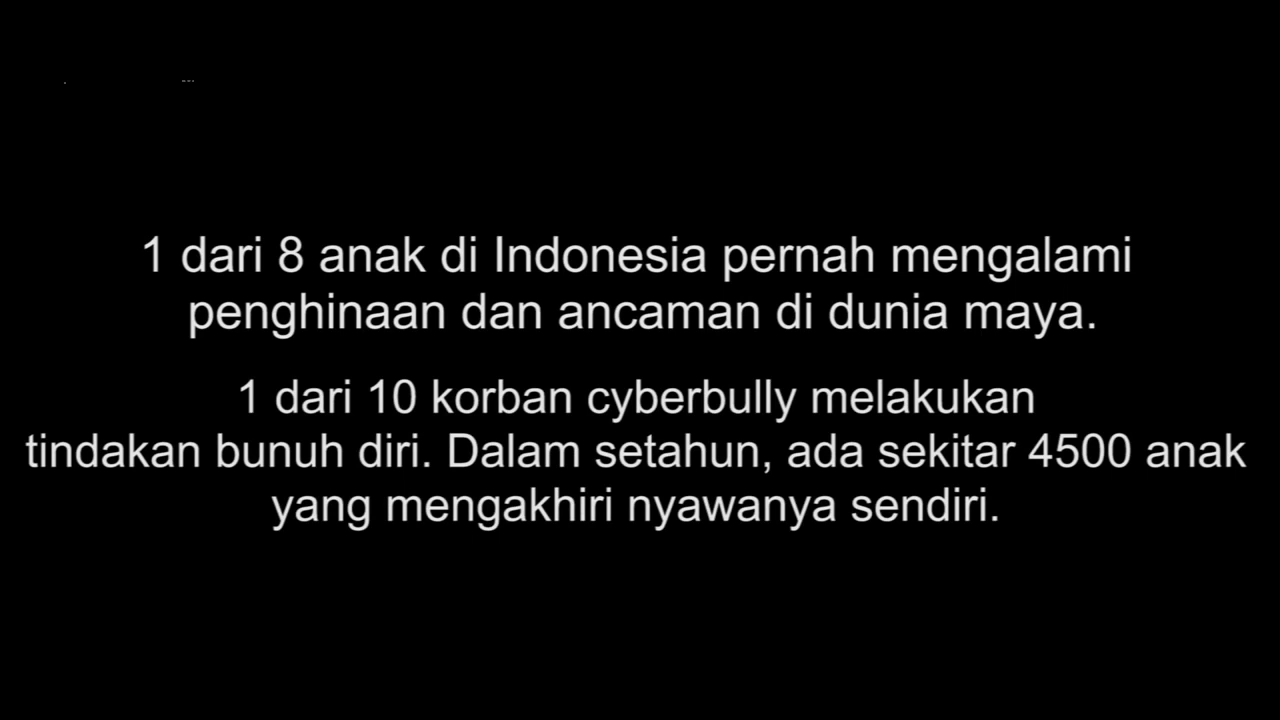 1 dari 8 anak di Indonesia pernah mengalami
penghinaan dan ancaman di dunia maya.
1 dari 10 korban cyberbully melakukan
tindakan bunuh diri. Dalam setahun, ada sekitar 4500 anak
yang mengakhiri nyawanya sendiri.